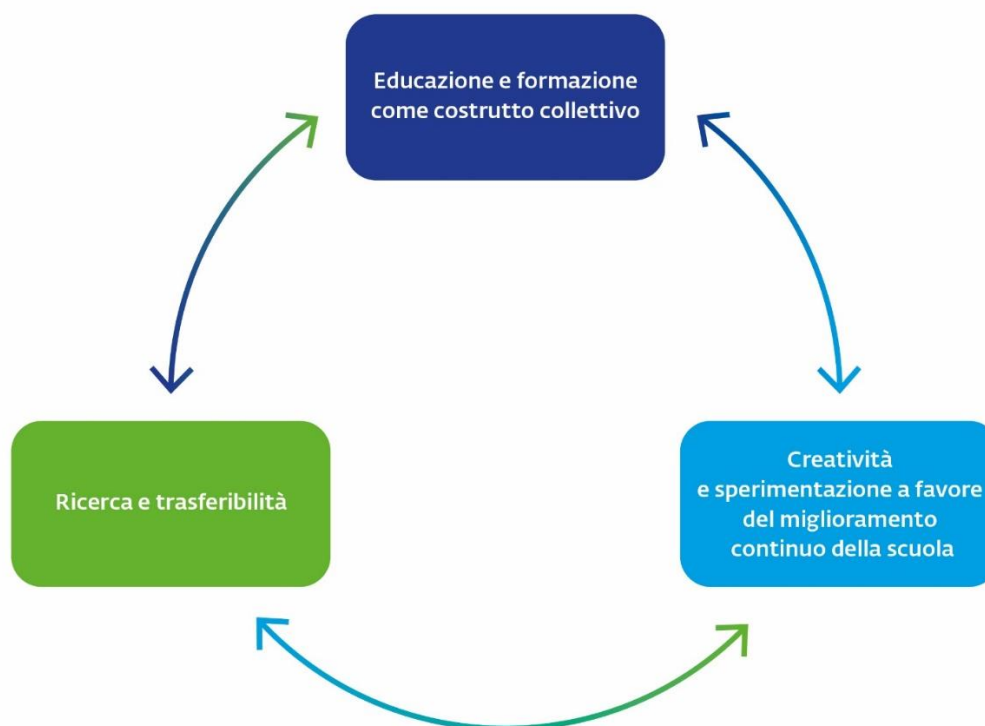 Educazione e formazione
come costrutto collettivo
Ricerca e trasferibilità
Creatività
e sperimentazione a favore
del miglioramento
continuo della scuola